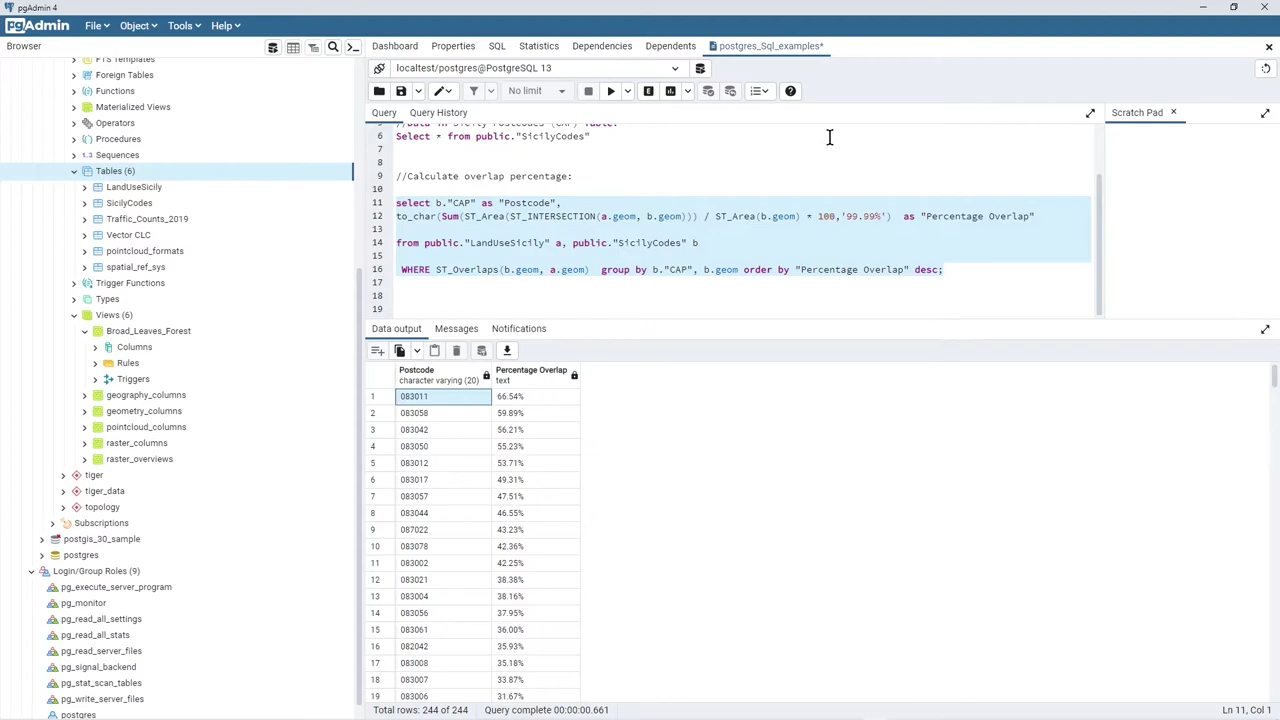 pgAdmin 4
pgAdmin File Object Tools Help
Browser
Dashboard Properties SQL Statistics Dependencies Dependents postgres_Sql_examples*
FTS Templates
Foreign Tables
Functions
Materialized Views
Operators
Procedures
1..3 Sequences
Tables (6)
LandUseSicily
SicilyCodes
Traffic_Counts_2019
Vector CLC
pointcloud_formats
spatial_ref_sys
Trigger Functions
Types
Views (6)
Broad_Leaves_Forest
Columns
Rules
Triggers
geography_columns
geometry_columns
pointcloud_columns
raster_columns
raster_overviews
tiger
tiger_data
topology
Subscriptions
postgis_30_sample
postgres
Login/Group Roles (9)
pg_execute_server_program
pg_monitor
pg_read_all_settings
pg_read_all_stats
pg_read_server_files
pg_signal_backend
pg_stat_scan_tables
pg_write_server_files
postgres
localtest/postgres@PostgreSQL 13
No limit
Query Query History
Scratch Pad
5 //Data in Sicily Postcodes (CAP) Table:
6 Select * from public."SicilyCodes"
7
8
9 //Calculate overlap percentage:
10
11 select b."CAP" as "Postcode",
12 to_char(Sum(ST_Area(ST_INTERSECTION(a.geom, b.geom))) / ST_Area(b.geom) * 100,'99.99%') as "Percentage Overlap"
13
14 from public."LandUseSicily" a, public."SicilyCodes" b
15
16 WHERE ST_Overlaps(b.geom, a.geom) group by b."CAP", b.geom order by "Percentage Overlap" desc;
17
18
19
Data output Messages Notifications
Postcode Percentage Overlap
character varying (20) text
1 083011 66.54%
2 083058 59.89%
3 083042 56.21%
4 083050 55.23%
5 083012 53.71%
6 083017 49.31%
7 083057 47.51%
8 083044 46.55%
9 087022 43.23%
10 083078 42.36%
11 083002 42.25%
12 083021 38.38%
13 083004 38.16%
14 083056 37.95%
15 083061 36.00%
16 082042 35.93%
17 083008 35.18%
18 083007 33.87%
19 083006 31.67%
Total rows: 244 of 244 Query complete 00:00:00.661 Ln 11, Col 1